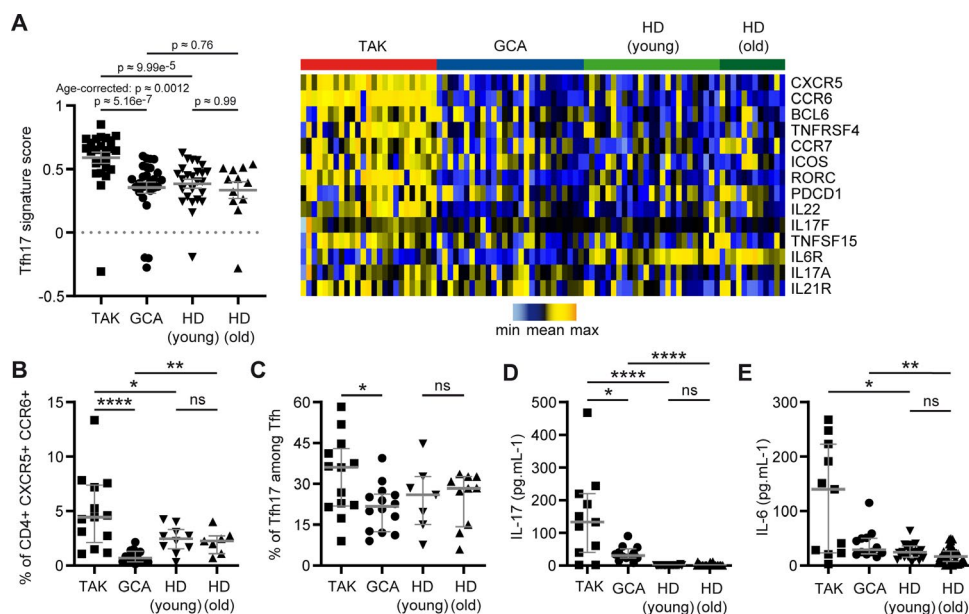 A
p ≈ 0.76
p ≈ 9.99e-5
Age-corrected: p ≈ 0.0012
p ≈ 5.16e-7
p ≈ 0.99
Tfh17 signature score
1
0.5
0
-0.5
TAK
GCA
HD
(young)
HD
(old)
TAK
GCA
HD
(young)
HD
(old)
CXCR5
CCR6
BCL6
TNFRSF4
CCR7
ICOS
RORC
PDCD1
IL22
IL17F
TNFSF15
IL6R
IL17A
IL21R
min mean max
B
**
*
****
ns
% of CD4+ CXCR5+ CCR6+
15
10
5
0
TAK
GCA
HD
(young)
HD
(old)
C
*
ns
% of Tfh17 among Tfh
60
45
30
15
0
TAK
GCA
HD
(young)
HD
(old)
D
****
****
*
ns
IL-17 (pg.mL-1)
500
400
300
200
100
0
TAK
GCA
HD
(young)
HD
(old)
E
**
*
ns
IL-6 (pg.mL-1)
300
200
100
0
TAK
GCA
HD
(young)
HD
(old)